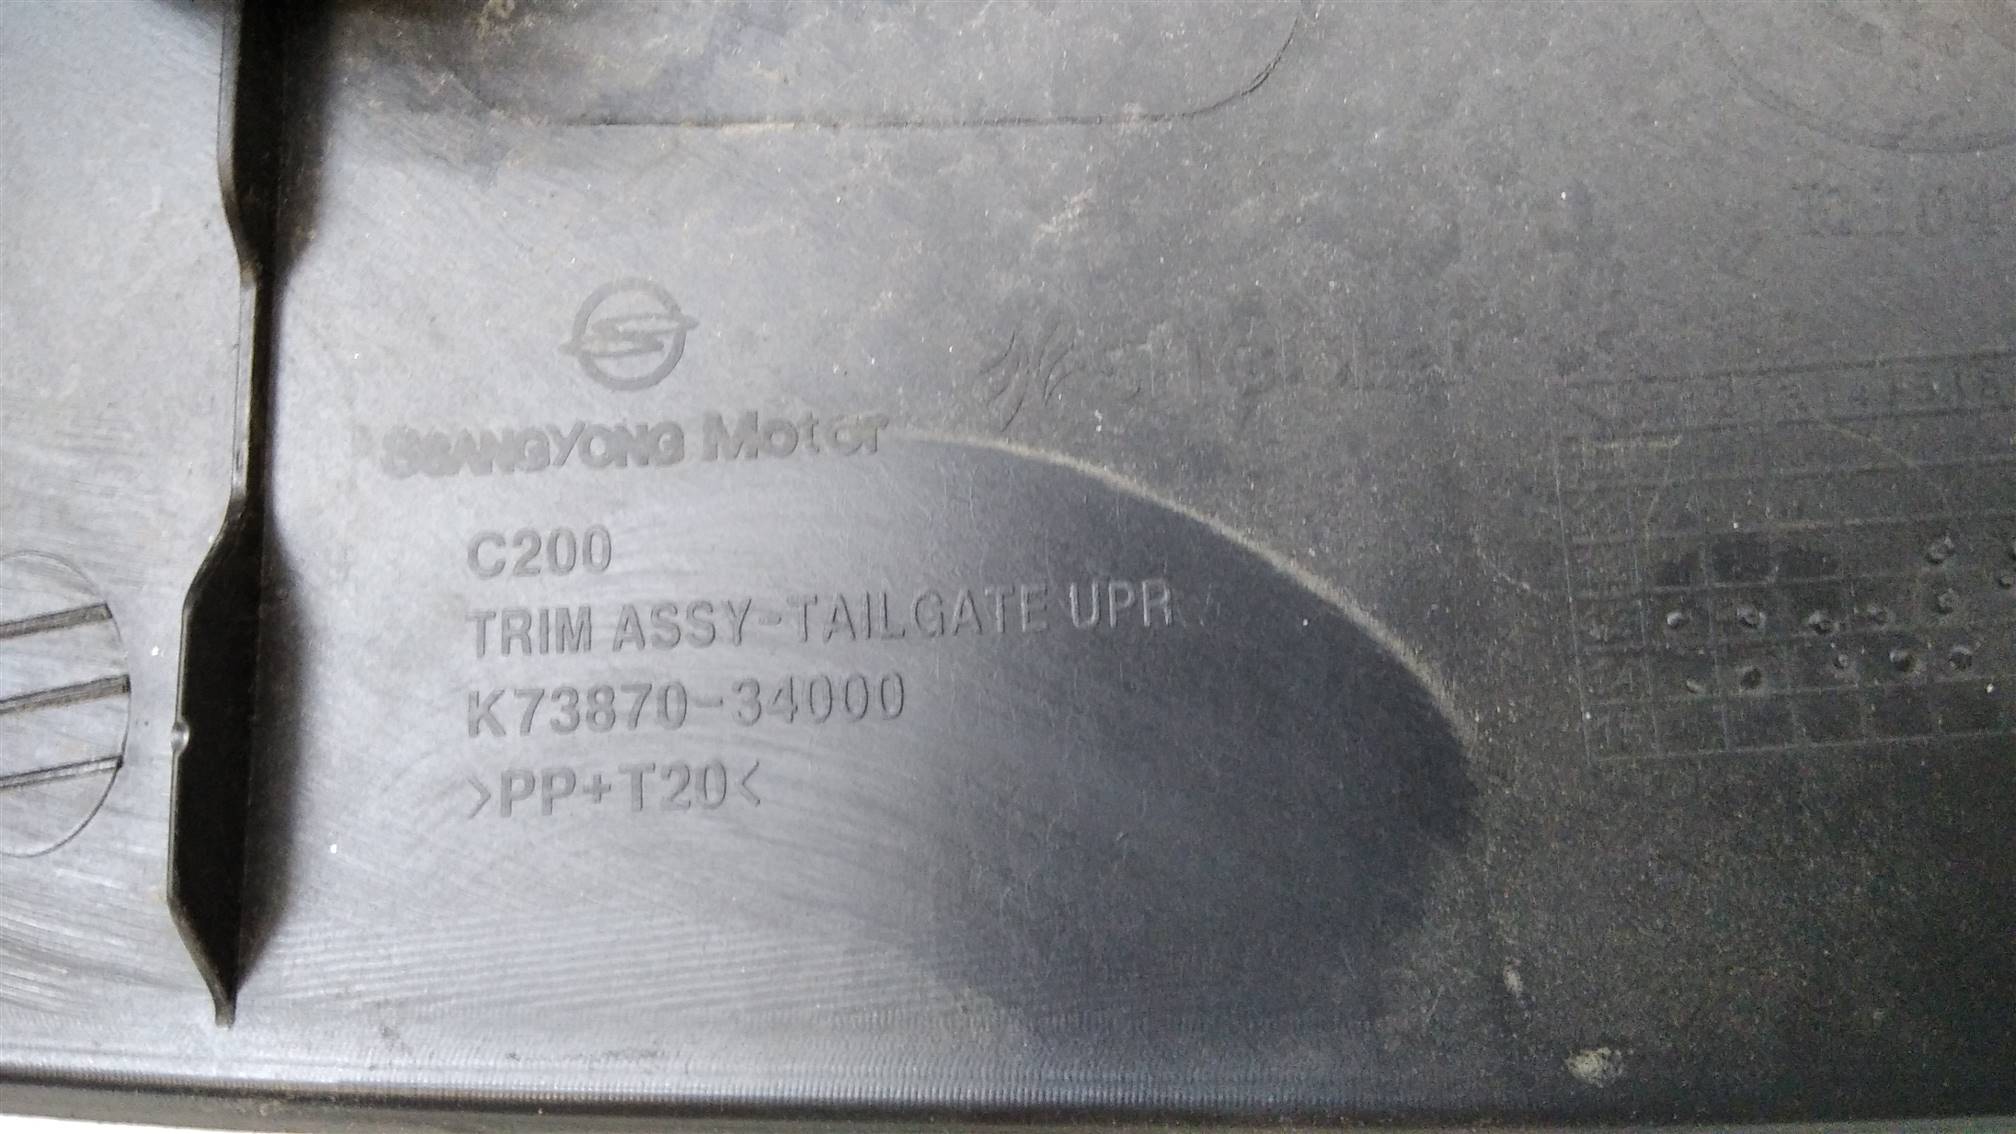 SSANGYONG Motor
C200
TRIM ASSY-TAILGATE UPR
K73870-34000
>PP+T20<